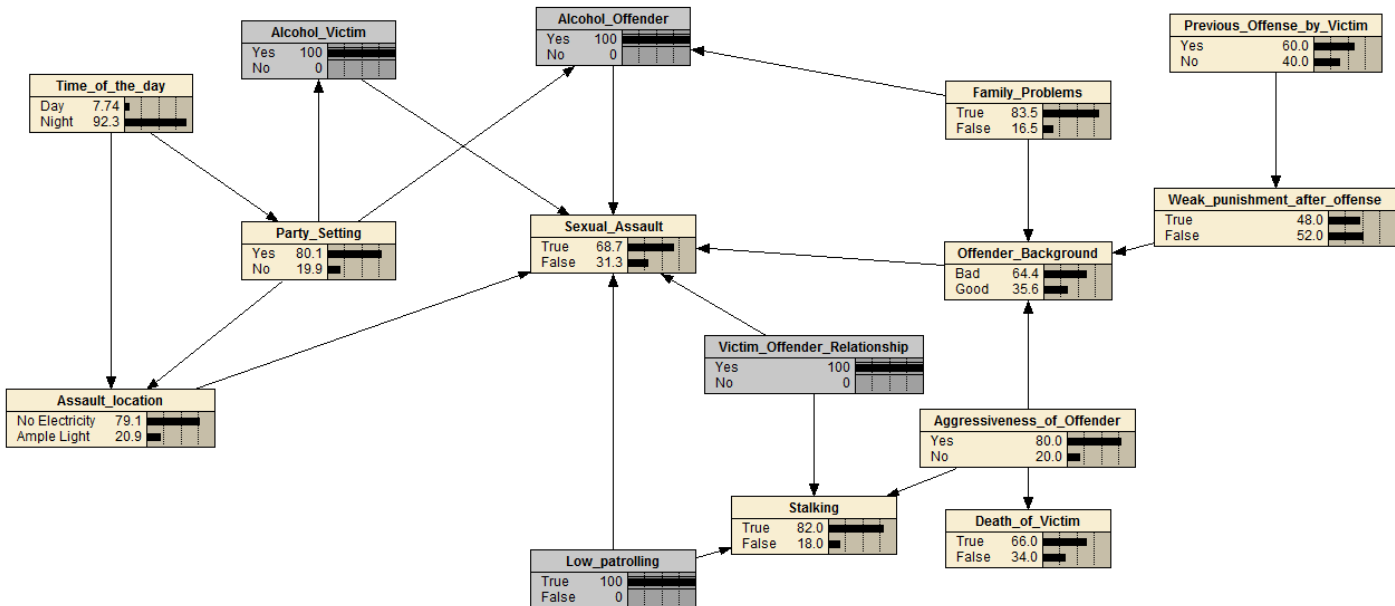 Alcohol_Victim
Yes 100
No 0
Alcohol_Offender
Yes 100
No 0
Previous_Offense_by_Victim
Yes 60.0
No 40.0
Time_of_the_day
Day 7.74
Night 92.3
Family_Problems
True 83.5
False 16.5
Party_Setting
Yes 80.1
No 19.9
Sexual_Assault
True 68.7
False 31.3
Weak_punishment_after_offense
True 48.0
False 52.0
Offender_Background
Bad 64.4
Good 35.6
Victim_Offender_Relationship
Yes 100
No 0
Assault_location
No Electricity 79.1
Ample Light 20.9
Aggressiveness_of_Offender
Yes 80.0
No 20.0
Stalking
True 82.0
False 18.0
Death_of_Victim
True 66.0
False 34.0
Low_patrolling
True 100
False 0